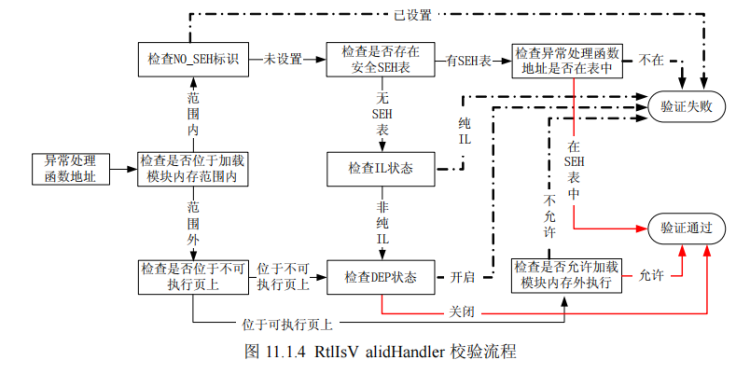 已设置
检查NO_SEH标识
未设置
检查是否存在
安全SEH表
有SEH表
检查异常处理函数
地址是否在表中
不在
范围内
无SEH表
纯IL
验证失败
异常处理
函数地址
检查是否位于加载
模块内存范围内
检查IL状态
不允许
在SEH表中
范围外
非纯IL
验证通过
检查是否位于不可
执行页上
位于不可
执行页上
检查DEP状态
开启
检查是否允许加载
模块内存外执行
允许
关闭
位于可执行页上
图 11.1.4 RtlIsV alidHandler 校验流程